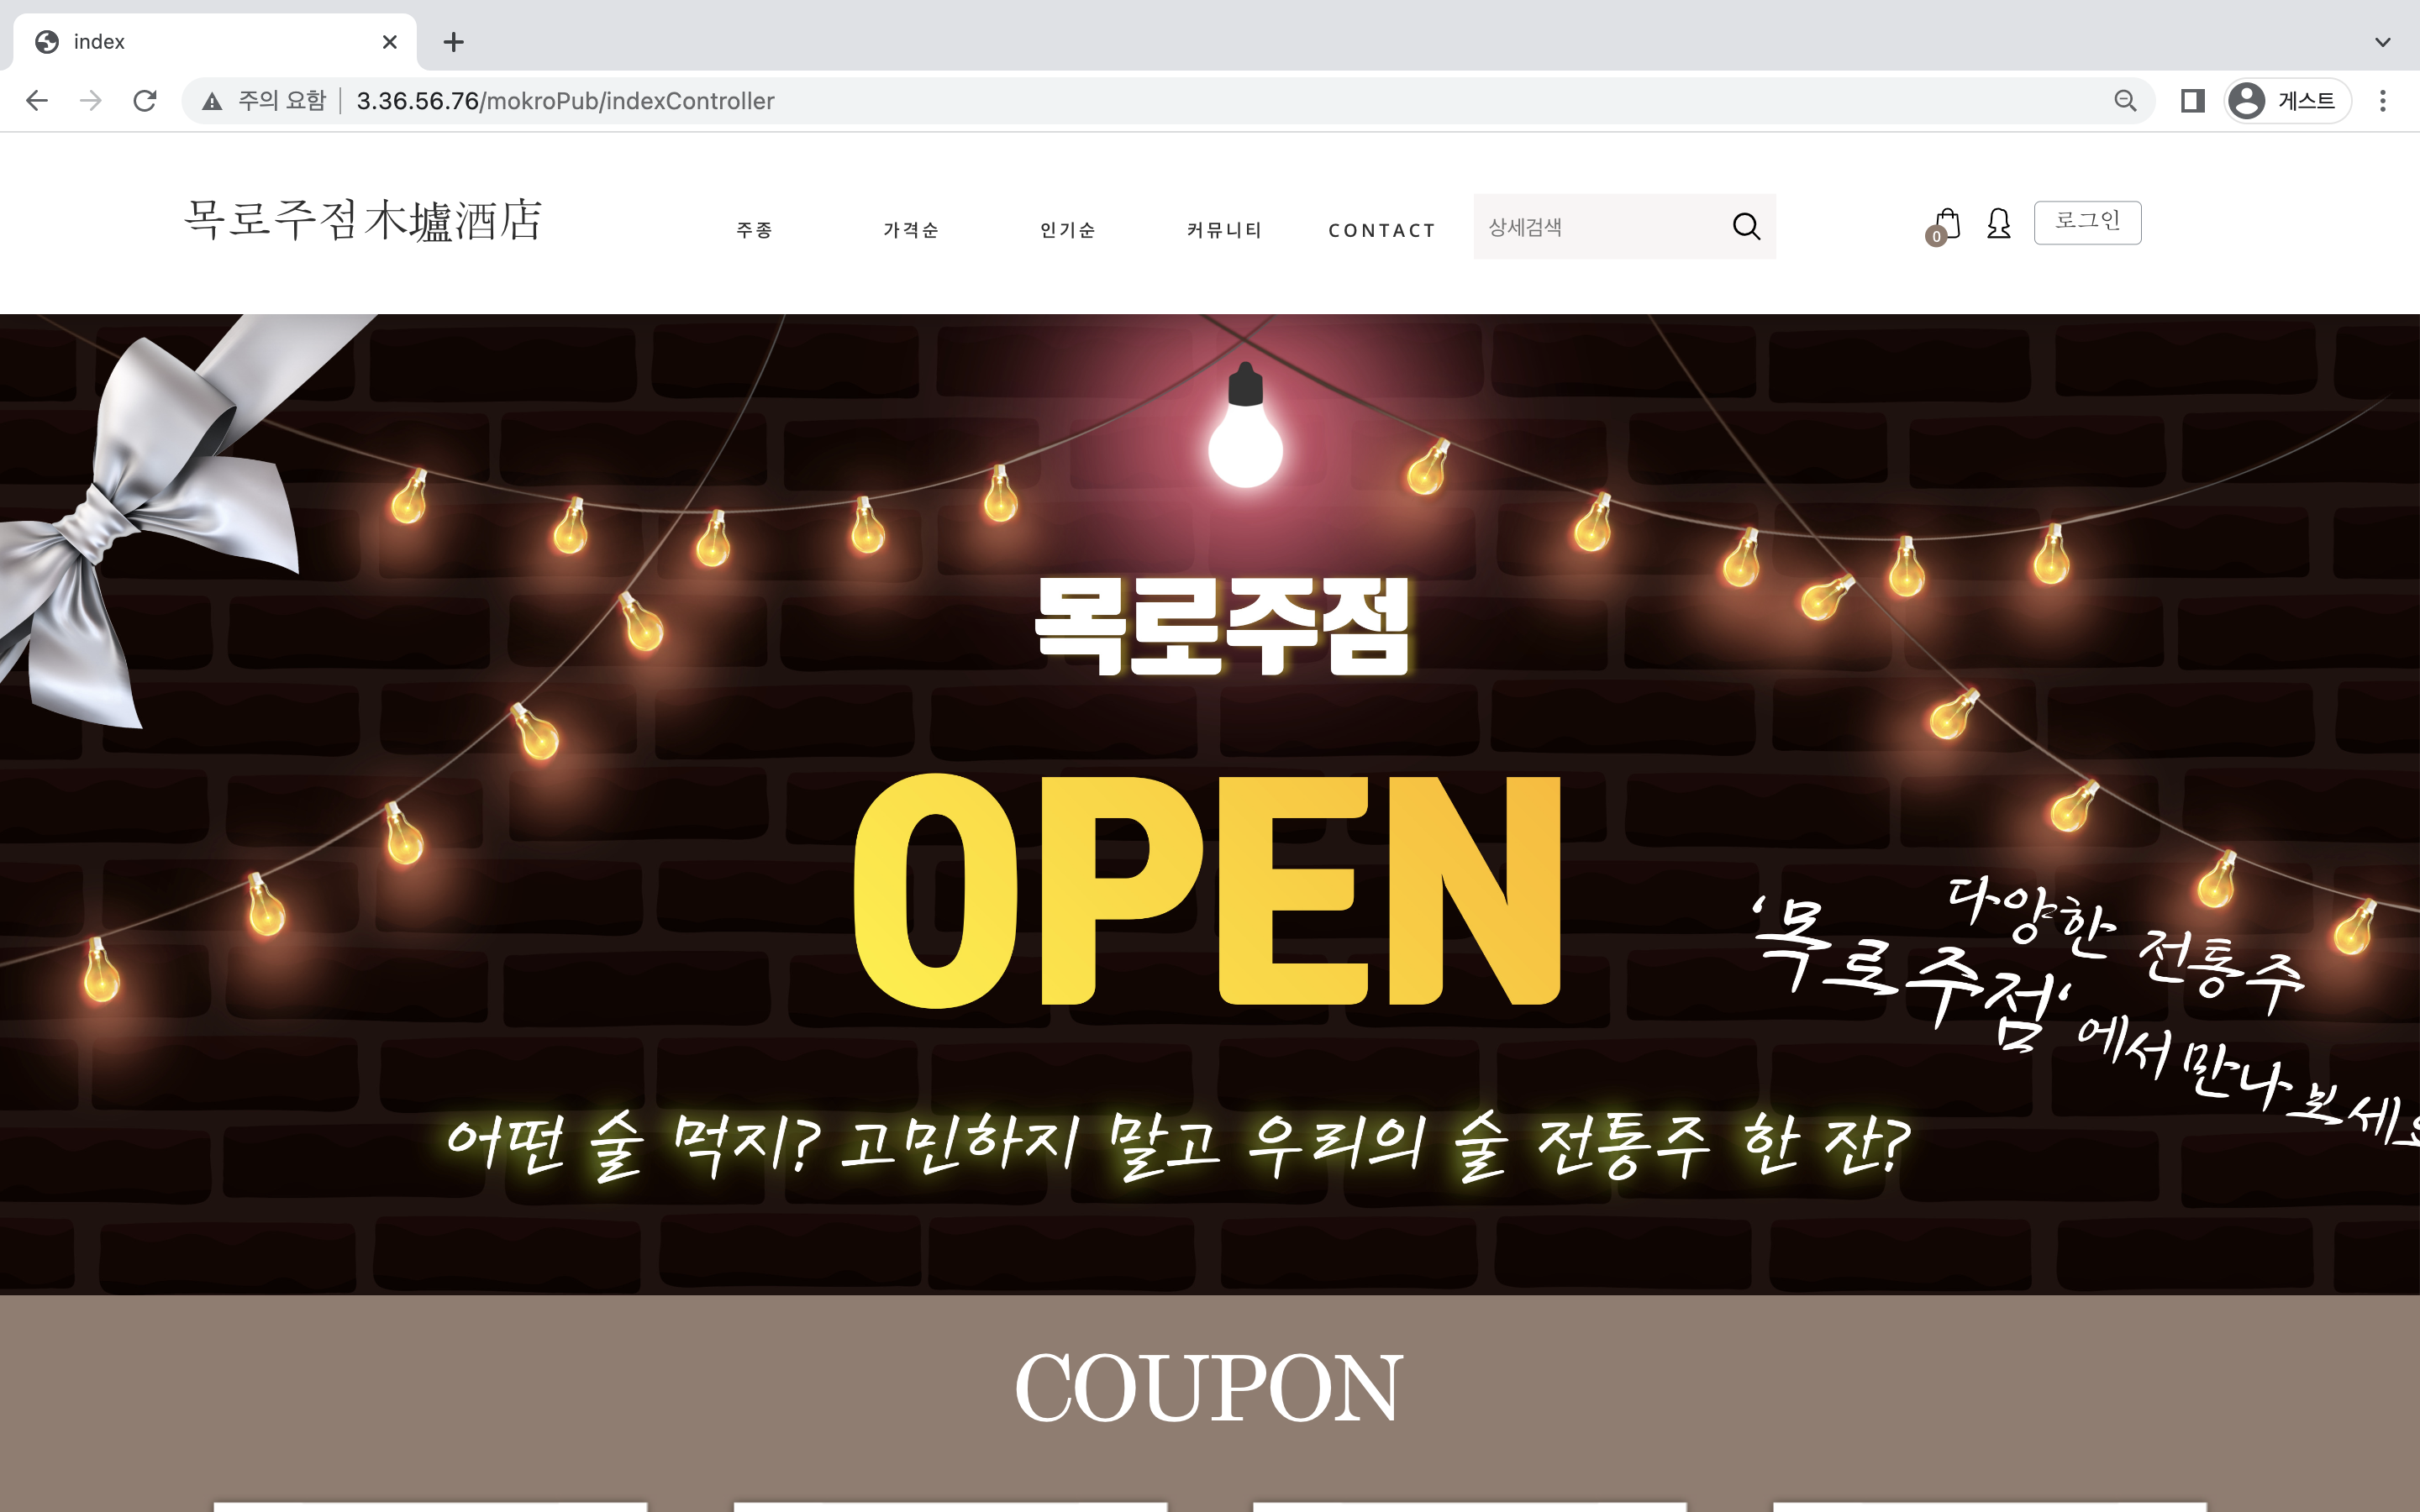 index
주의 요함 3.36.56.76/mokroPub/indexController 게스트
목로주점木壚酒店 주종 가격순 인기순 커뮤니티 CONTACT 상세검색 0 로그인
목로주점
OPEN
다양한 전통주
‘목로주점‘에서 만나보세요
어떤 술 먹지? 고민하지 말고 우리의 술 전통주 한 잔?
COUPON